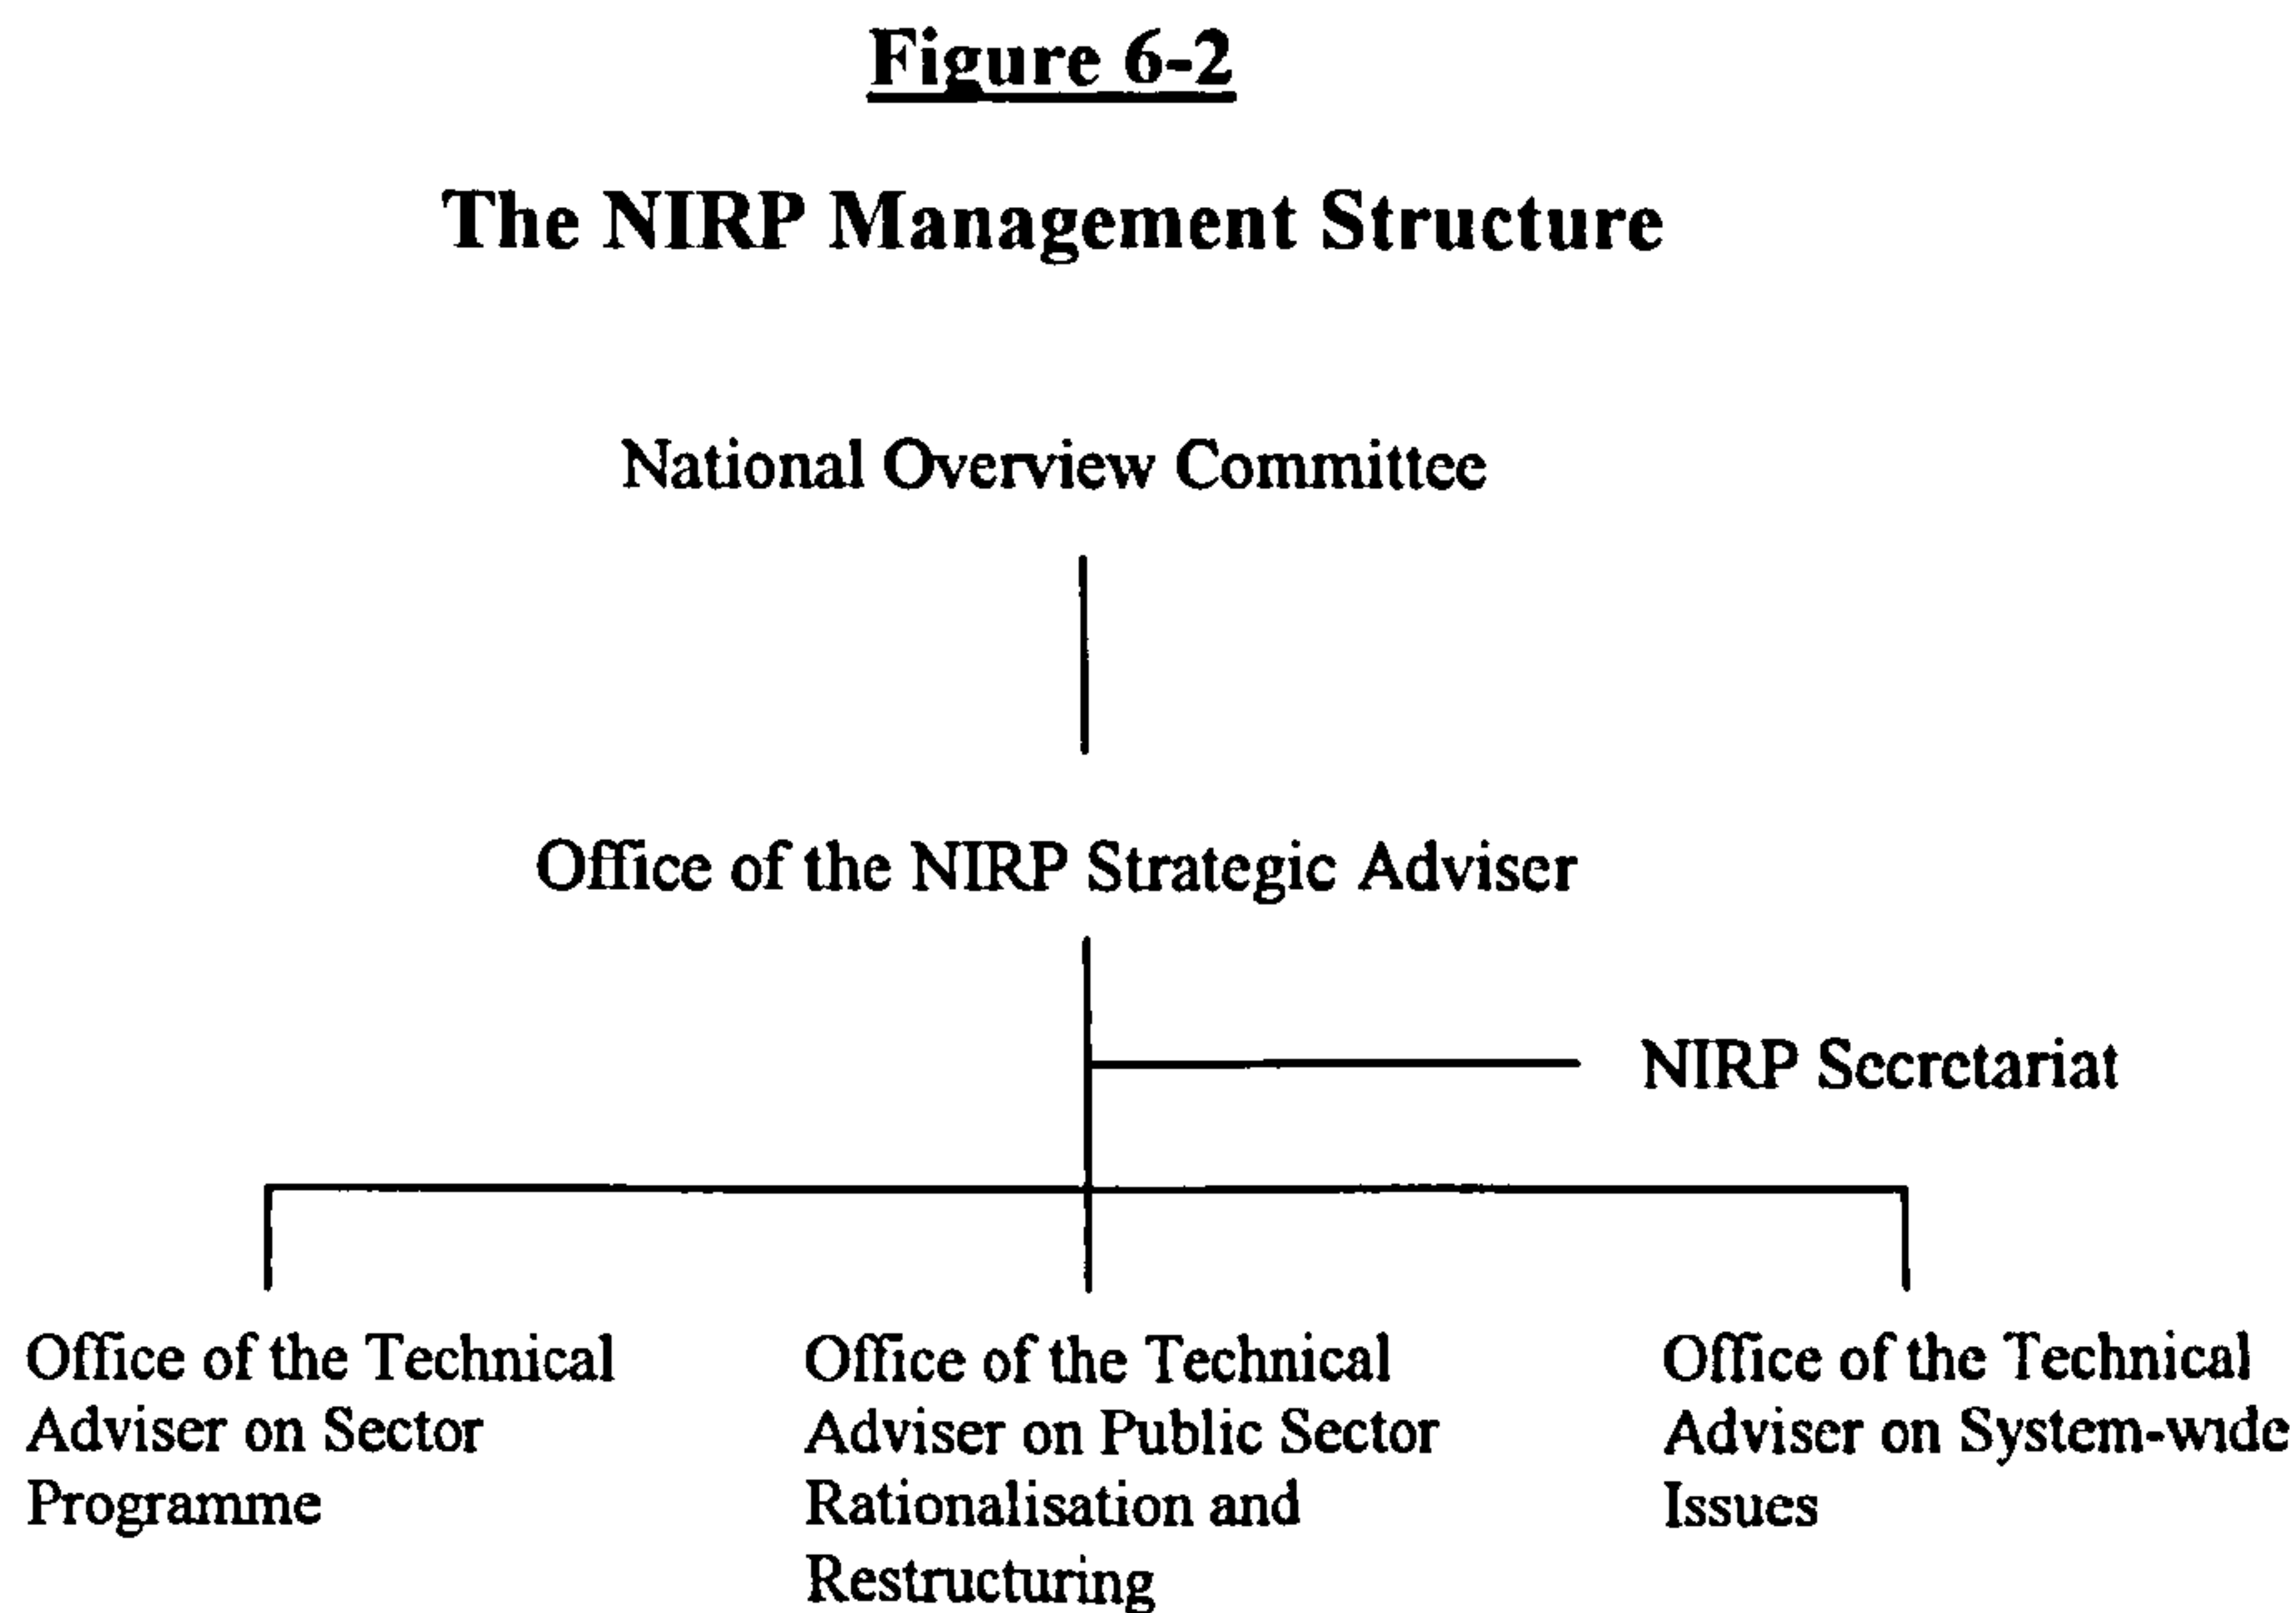 Figure 6-2
The NIRP Management Structure
National Overview Committee
Office of the NIRP Strategic Adviser
NIRP Secretariat
Office of the Technical
Adviser on Sector
Programme
Office of the Technical
Adviser on Public Sector
Rationalisation and
Restructuring
Office of the Technical
Adviser on System-wide
Issues